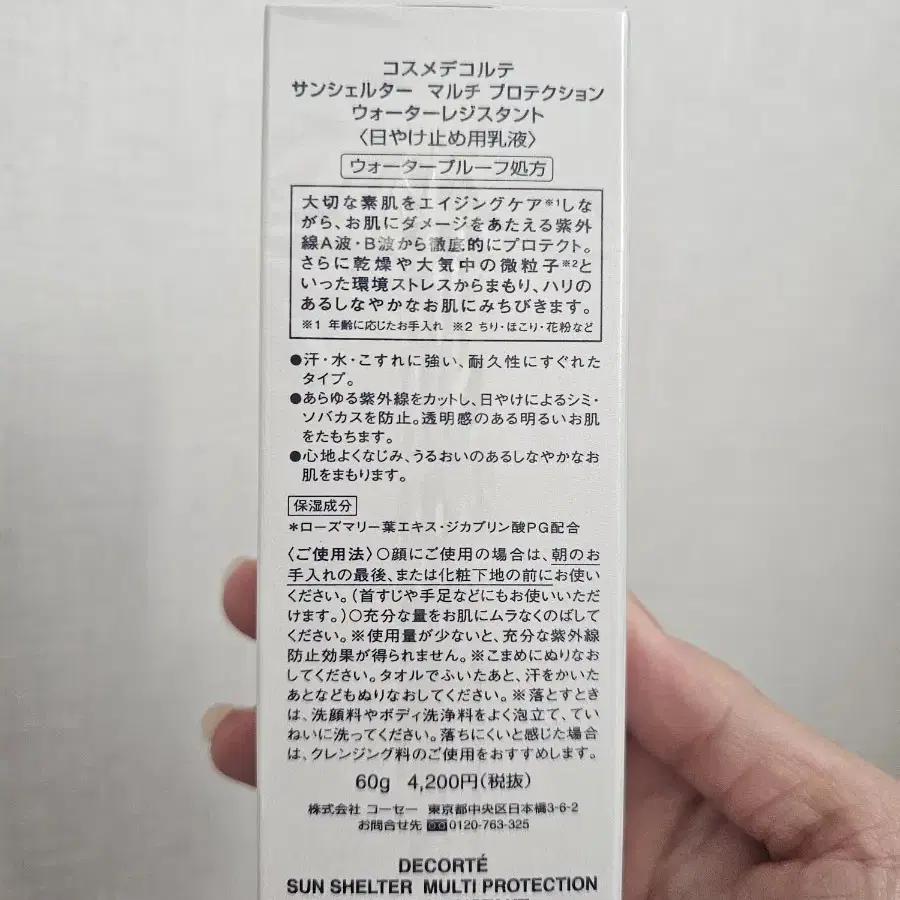 コスメデコルテ
サンシェルター マルチ プロテクション
ウォーターレジスタント
〈日やけ止め用乳液〉
ウォータープルーフ処方
大切な素肌をエイジングケア※1しな
がら、お肌にダメージをあたえる紫外
線A波・B波から徹底的にプロテクト。
さらに乾燥や大気中の微粒子※2と
いった環境ストレスからまもり、ハリの
あるしなやかなお肌にみちびきます。
※1 年齢に応じたお手入れ ※2 ちり・ほこり・花粉など
●汗・水・こすれに強い、耐久性にすぐれた
タイプ。
●あらゆる紫外線をカットし、日やけによるシミ・
ソバカスを防止。透明感のある明るいお肌
をたもちます。
●心地よくなじみ、うるおいのあるしなやかなお
肌をまもります。
保湿成分
*ローズマリー葉エキス・ジカプリン酸PG配合
〈ご使用法〉○顔にご使用の場合は、朝のお
手入れの最後、または化粧下地の前にお使い
ください。(首すじや手足などにもお使いいただ
けます。)○充分な量をお肌にムラなくのばして
ください。※使用量が少ないと、充分な紫外線
防止効果が得られません。※こまめにぬりなお
してください。タオルでふいたあと、汗をかいた
あとなどもぬりなおしてください。※落とすとき
は、洗顔料やボディ洗浄料をよく泡立て、てい
ねいに洗ってください。落ちにくいと感じた場合
は、クレンジング料のご使用をおすすめします。
60g 4,200円(税抜)
株式会社 コーセー 東京都中央区日本橋3-6-2
お問合せ先 0120-763-325
DECORTÉ
SUN SHELTER MULTI PROTECTION